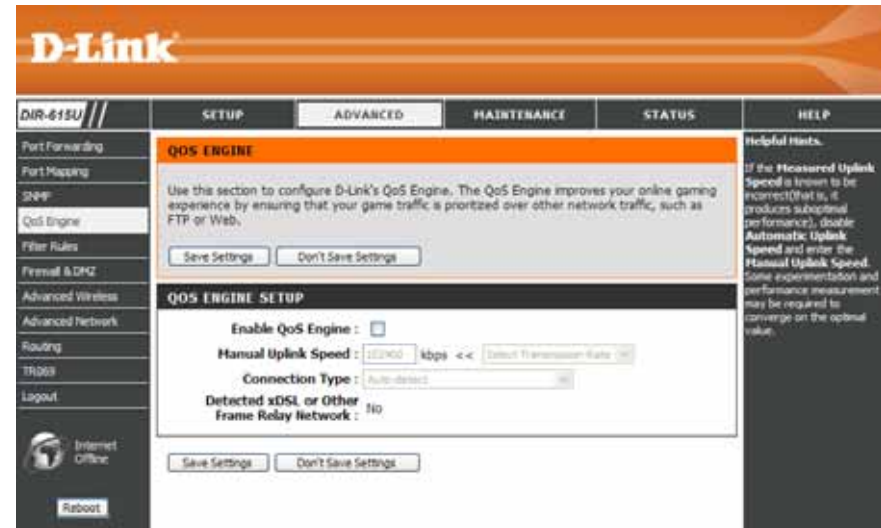 D-Link
DIR-615U // SETUP ADVANCED MAINTENANCE STATUS HELP
Port Forwarding
Port Mapping
SNMP
QoS Engine
Filter Rules
Firewall & DMZ
Advanced Wireless
Advanced Network
Routing
TR069
Logout
Internet
Offline
Reboot
QOS ENGINE
Use this section to configure D-Link's QoS Engine. The QoS Engine improves your online gaming
experience by ensuring that your game traffic is prioritized over other network traffic, such as
FTP or Web.
Save Settings Don't Save Settings
QOS ENGINE SETUP
Enable QoS Engine :
Manual Uplink Speed : 102400 kbps << Select Transmission Rate
Connection Type : Auto-detect
Detected xDSL or Other
Frame Relay Network : No
Save Settings Don't Save Settings
Helpful Hints.
If the Measured Uplink
Speed is known to be
incorrect(that is, it
produces suboptimal
performance), disable
Automatic Uplink
Speed and enter the
Manual Uplink Speed.
Some experimentation and
performance measurement
may be required to
converge on the optimal
value.